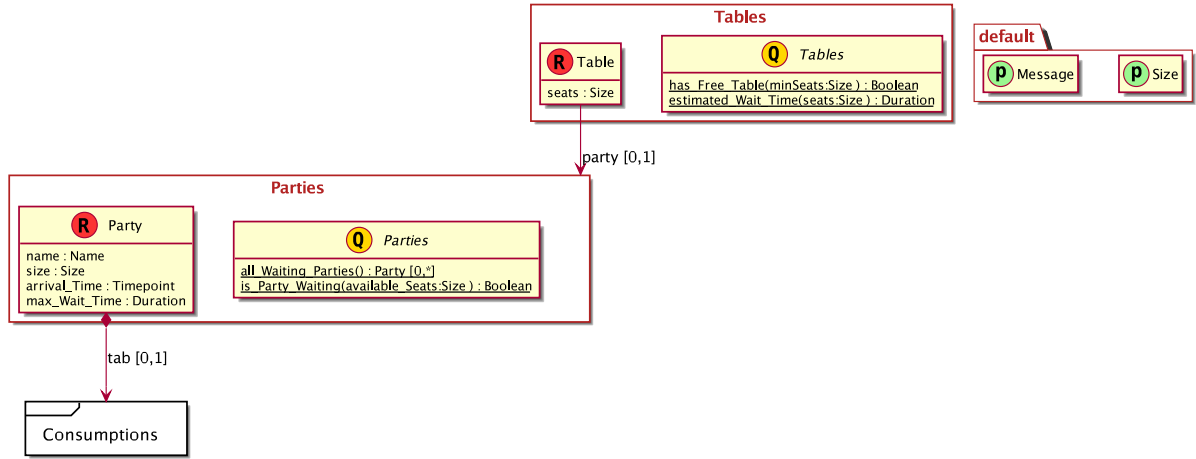 Tables
R Table
seats : Size
Q Tables
has_Free_Table(minSeats:Size ) : Boolean
estimated_Wait_Time(seats:Size ) : Duration
default
p Message
p Size
party [0,1]
Parties
R Party
name : Name
size : Size
arrival_Time : Timepoint
max_Wait_Time : Duration
Q Parties
all_Waiting_Parties() : Party [0,*]
is_Party_Waiting(available_Seats:Size ) : Boolean
tab [0,1]
Consumptions